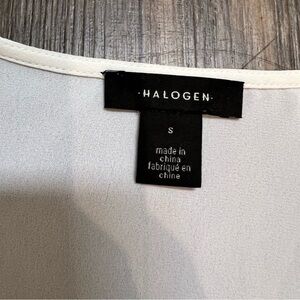 ·HALOGEN·
S
made in
china
fabriqué en
chine